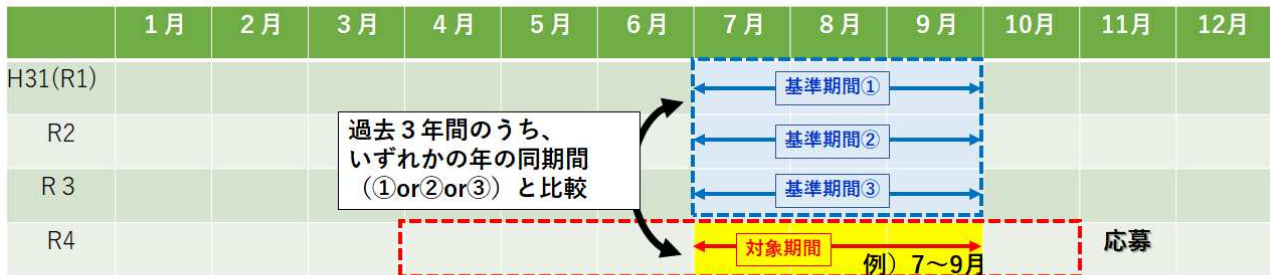 1月 2月 3月 4月 5月 6月 7月 8月 9月 10月 11月 12月
H31(R1)
基準期間①
R2
基準期間②
過去3年間のうち、
いずれかの年の同期間
(①or②or③)と比較
R3
基準期間③
R4
対象期間
応募
例)7~9月